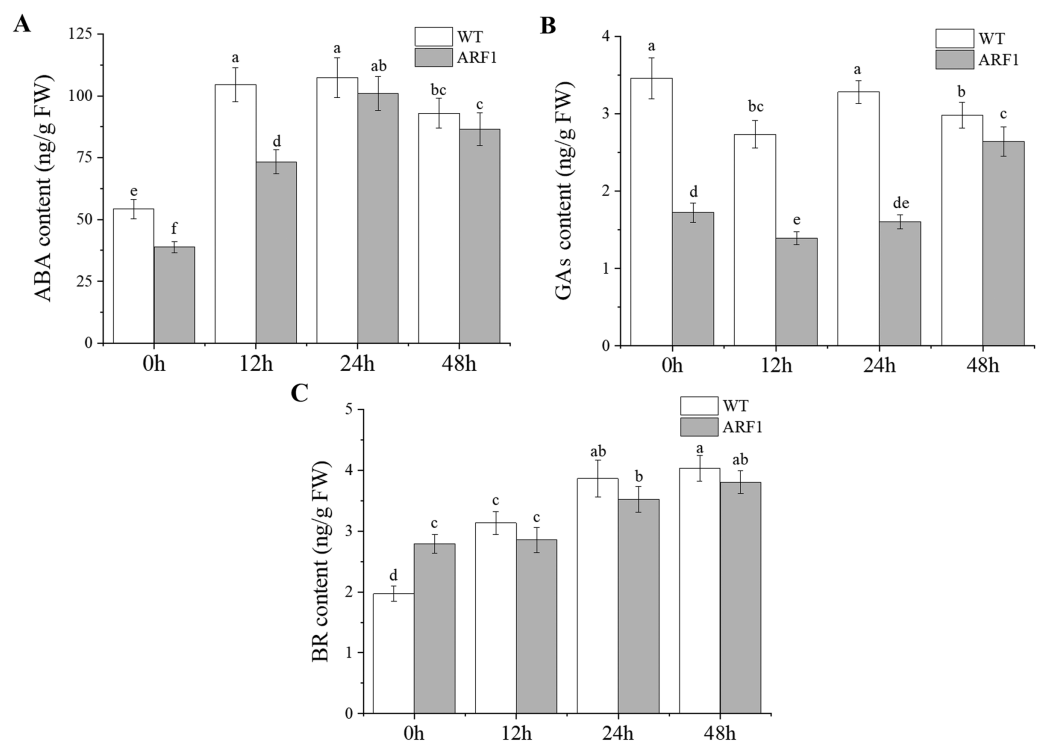 A
WT
ARF1
ABA content (ng/g FW)
125
100
75
50
25
0
e
f
a
d
a
ab
bc
c
0h
12h
24h
48h
B
WT
ARF1
GAs content (ng/g FW)
4
3
2
1
0
a
d
bc
e
a
de
b
c
0h
12h
24h
48h
C
WT
ARF1
BR content (ng/g FW)
5
4
3
2
1
0
d
c
c
c
ab
b
a
ab
0h
12h
24h
48h